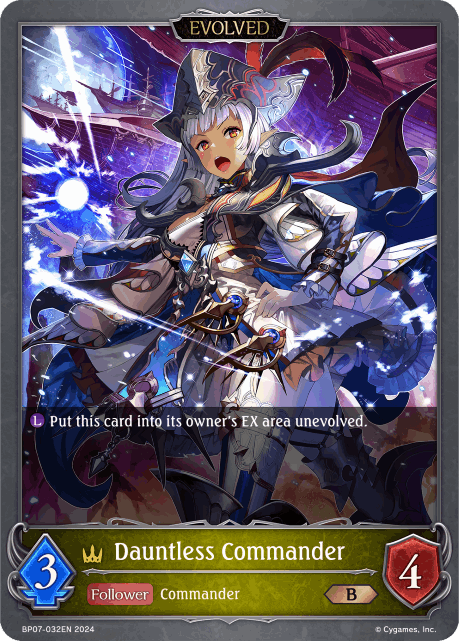 EVOLVED
L Put this card into its owner's EX area unevolved.
Dauntless Commander
3
Follower Commander B
4
BP07-032EN 2024 © Cygames, Inc.